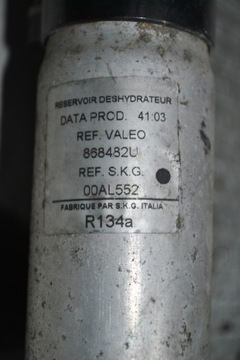 RESERVOIR DESHYDRATEUR
DATA PROD. 41:03
REF. VALEO
868482U
REF. S.K.G.
00AL552
FABRIQUE PAR S.K.G. ITALIA
R134a